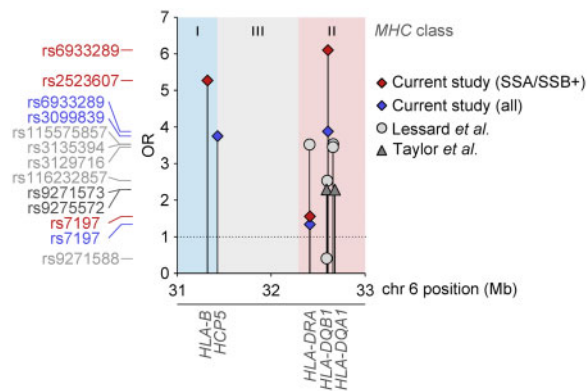 I III II MHC class
7
6
5
4
3
2
1
0
OR
rs6933289
rs2523607
rs6933289
rs3099839
rs115575857
rs3135394
rs3129716
rs116232857
rs9271573
rs9275572
rs7197
rs7197
rs9271588
Current study (SSA/SSB+)
Current study (all)
Lessard et al.
Taylor et al.
31 32 33
chr 6 position (Mb)
HLA-B
HCP5
HLA-DRA
HLA-DQB1
HLA-DQA1